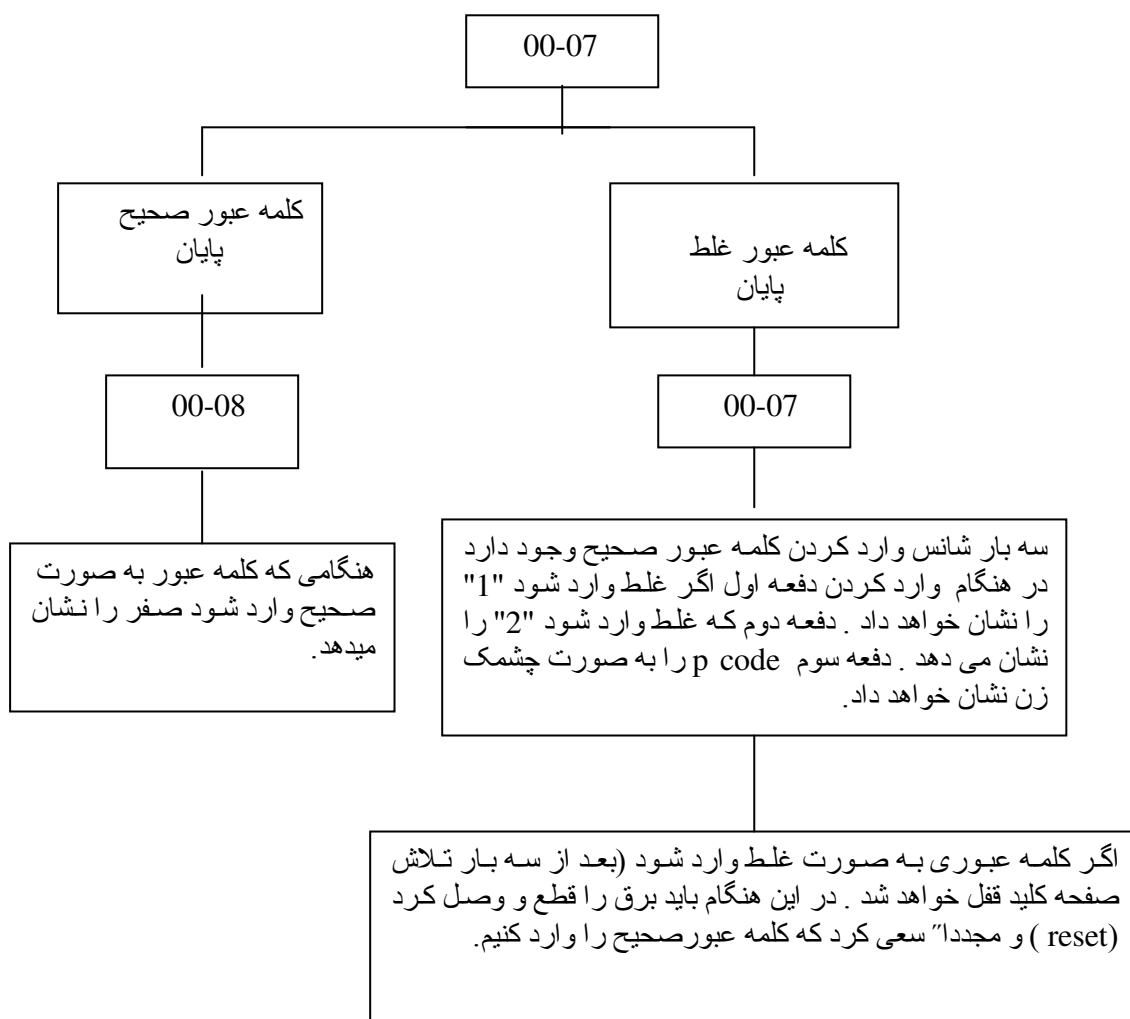 00-07
کلمه عبور صحیح
پایان
کلمه عبور غلط
پایان
00-08
00-07
هنگامی که کلمه عبور به صورت
صحیح وارد شود صفر را نشان
میدهد.
سه بار شانس وارد کردن کلمه عبور صحیح وجود دارد
در هنگام وارد کردن دفعه اول اگر غلط وارد شود "1"
را نشان خواهد داد . دفعه دوم که غلط وارد شود "2" را
نشان می دهد . دفعه سوم p code را به صورت چشمک
زن نشان خواهد داد.
اگر کلمه عبوری به صورت غلط وارد شود (بعد از سه بار تلاش
صفحه کلید قفل خواهد شد . در این هنگام باید برق را قطع و وصل کرد
(reset ) و مجددا" سعی کرد که کلمه عبورصحیح را وارد کنیم.